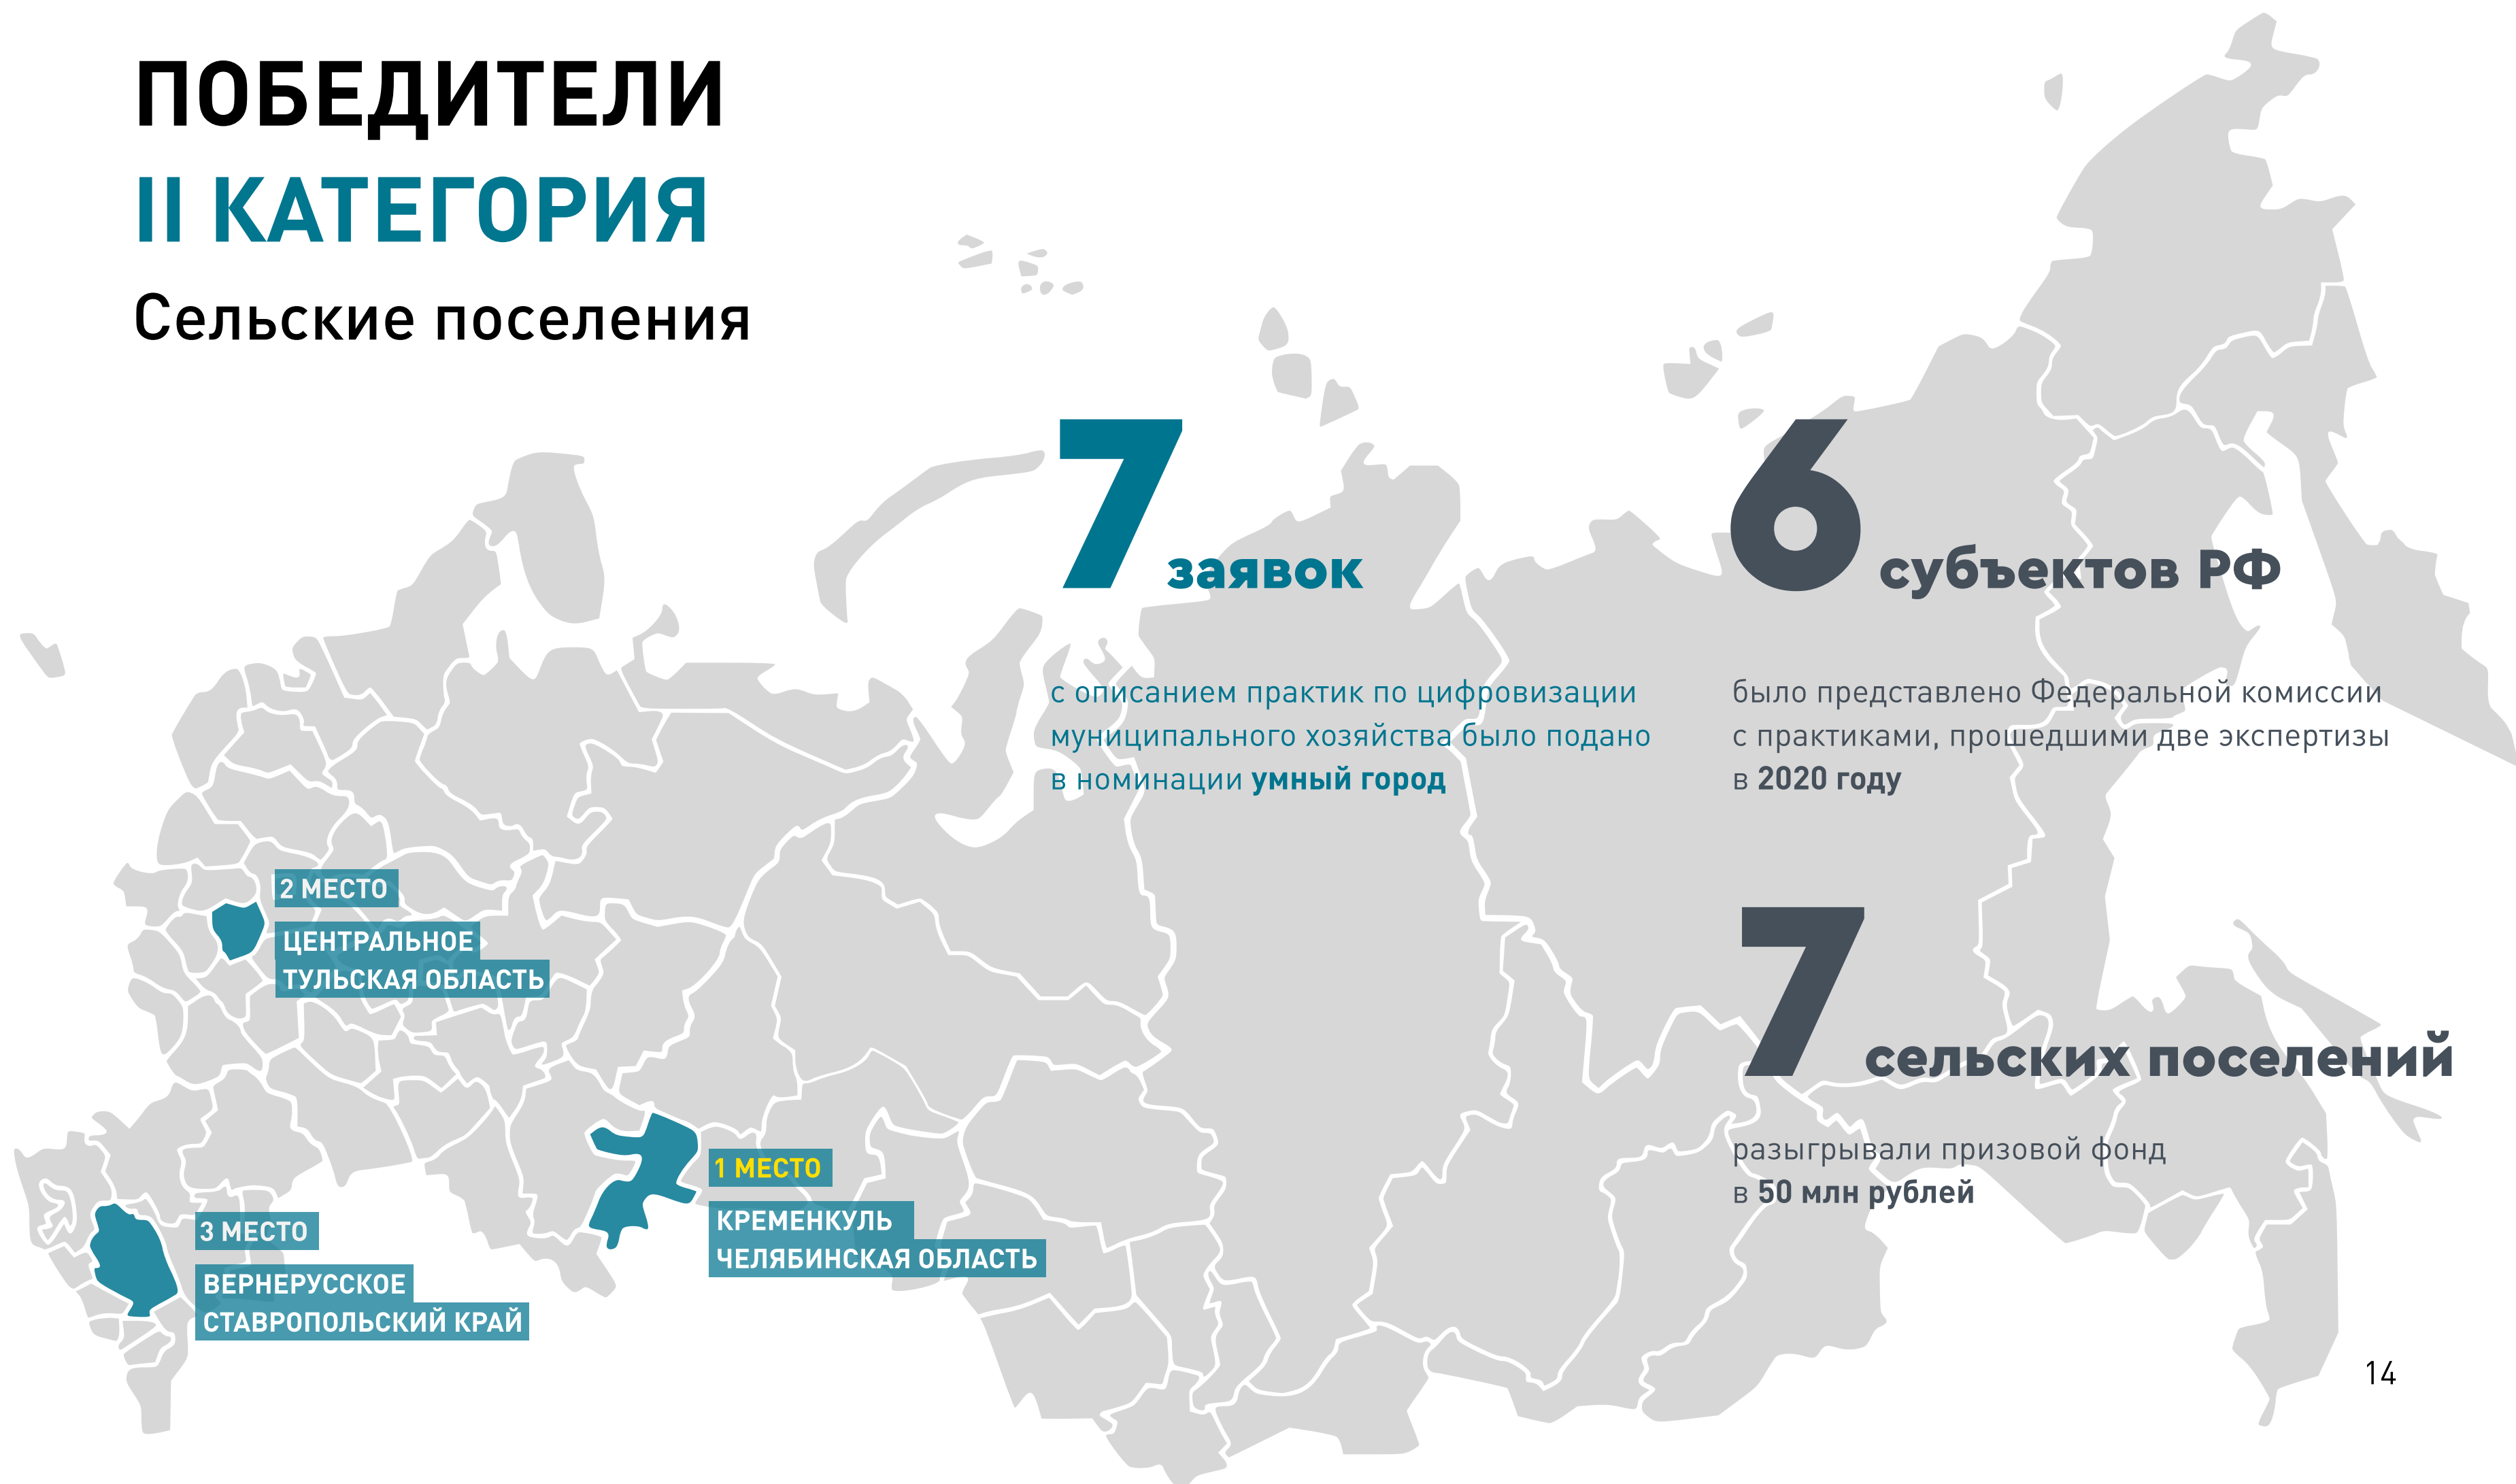 ПОБЕДИТЕЛИ
II КАТЕГОРИЯ
Сельские поселения
7 заявок
с описанием практик по цифровизации
муниципального хозяйства было подано
в номинации умный город
6 субъектов РФ
было представлено Федеральной комиссии
с практиками, прошедшими две экспертизы
в 2020 году
7 сельских поселений
разыгрывали призовой фонд
в 50 млн рублей
2 МЕСТО
ЦЕНТРАЛЬНОЕ
ТУЛЬСКАЯ ОБЛАСТЬ
1 МЕСТО
КРЕМЕНКУЛЬ
ЧЕЛЯБИНСКАЯ ОБЛАСТЬ
3 МЕСТО
ВЕРНЕРУССКОЕ
СТАВРОПОЛЬСКИЙ КРАЙ
14